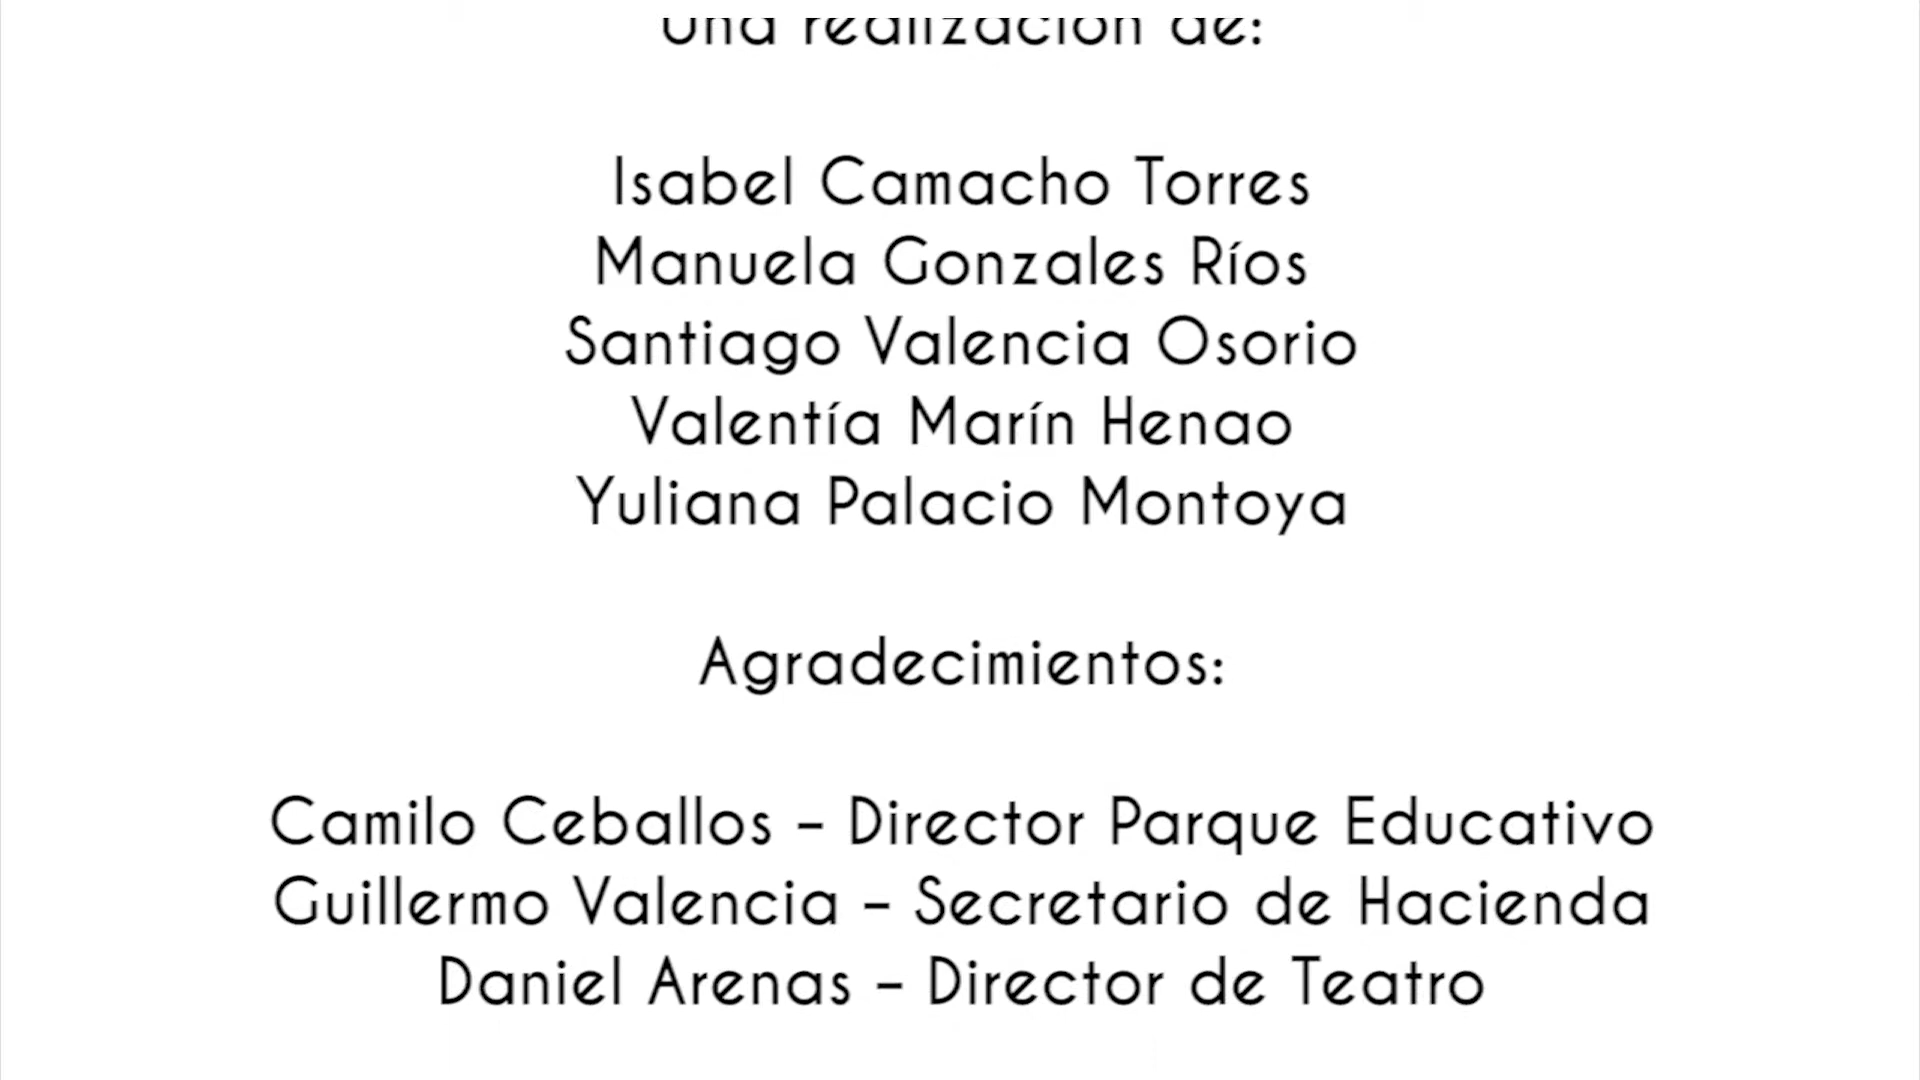 Una realización de:
Isabel Camacho Torres
Manuela Gonzales Ríos
Santiago Valencia Osorio
Valentía Marín Henao
Yuliana Palacio Montoya
Agradecimientos:
Camilo Ceballos – Director Parque Educativo
Guillermo Valencia – Secretario de Hacienda
Daniel Arenas – Director de Teatro